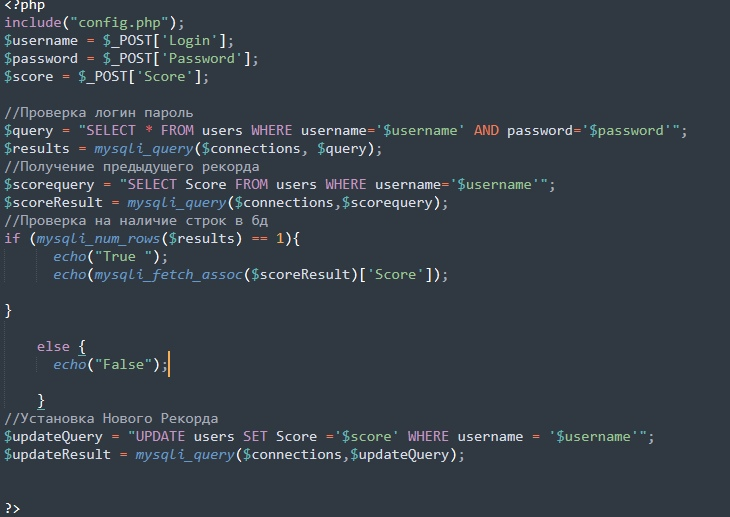 <?php
include("config.php");
$username = $_POST['Login'];
$password = $_POST['Password'];
$score = $_POST['Score'];
//Проверка логин пароль
$query = "SELECT * FROM users WHERE username='$username' AND password='$password'";
$results = mysqli_query($connections, $query);
//Получение предыдущего рекорда
$scorequery = "SELECT Score FROM users WHERE username='$username'";
$scoreResult = mysqli_query($connections,$scorequery);
//Проверка на наличие строк в бд
if (mysqli_num_rows($results) == 1){
echo("True ");
echo(mysqli_fetch_assoc($scoreResult)['Score']);
}
else {
echo("False");
}
//Установка Нового Рекорда
$updateQuery = "UPDATE users SET Score ='$score' WHERE username = '$username'";
$updateResult = mysqli_query($connections,$updateQuery);
?>